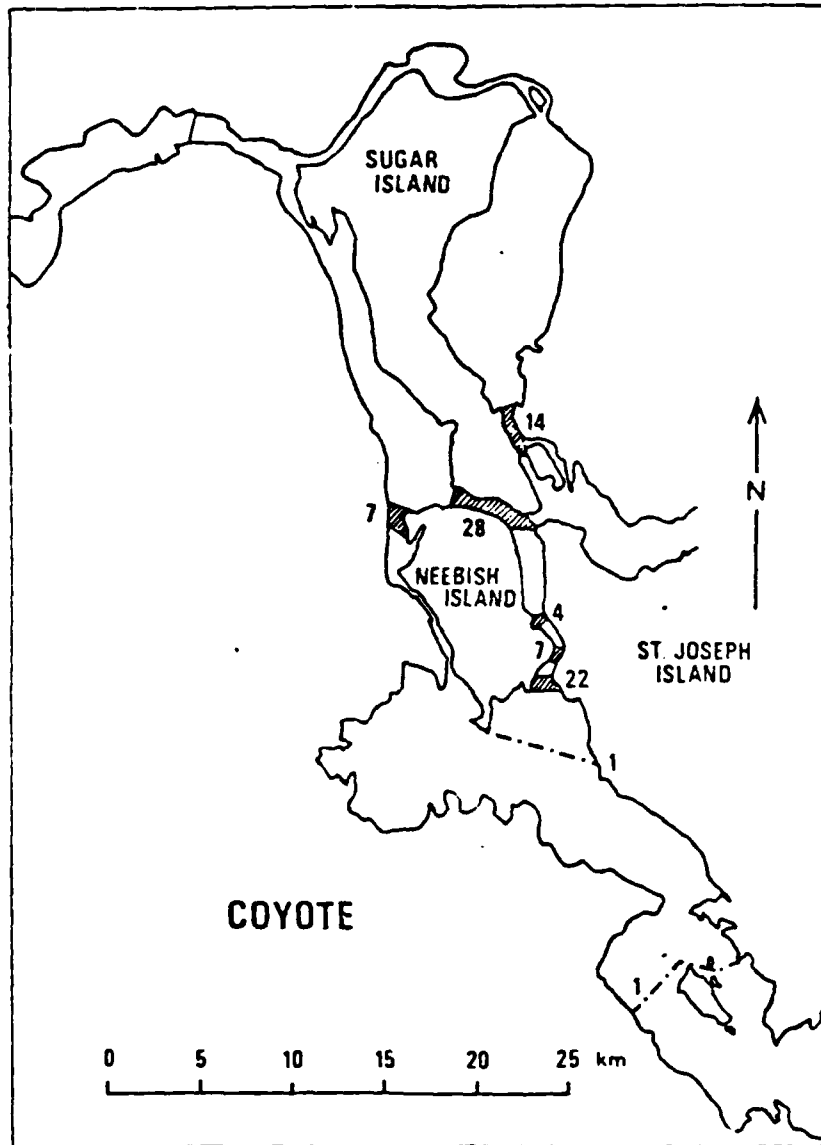 SUGAR
ISLAND
14
7
28
N
NEEBISH
ISLAND
4
7
22
ST. JOSEPH
ISLAND
1
COYOTE
1
0 5 10 15 20 25 km